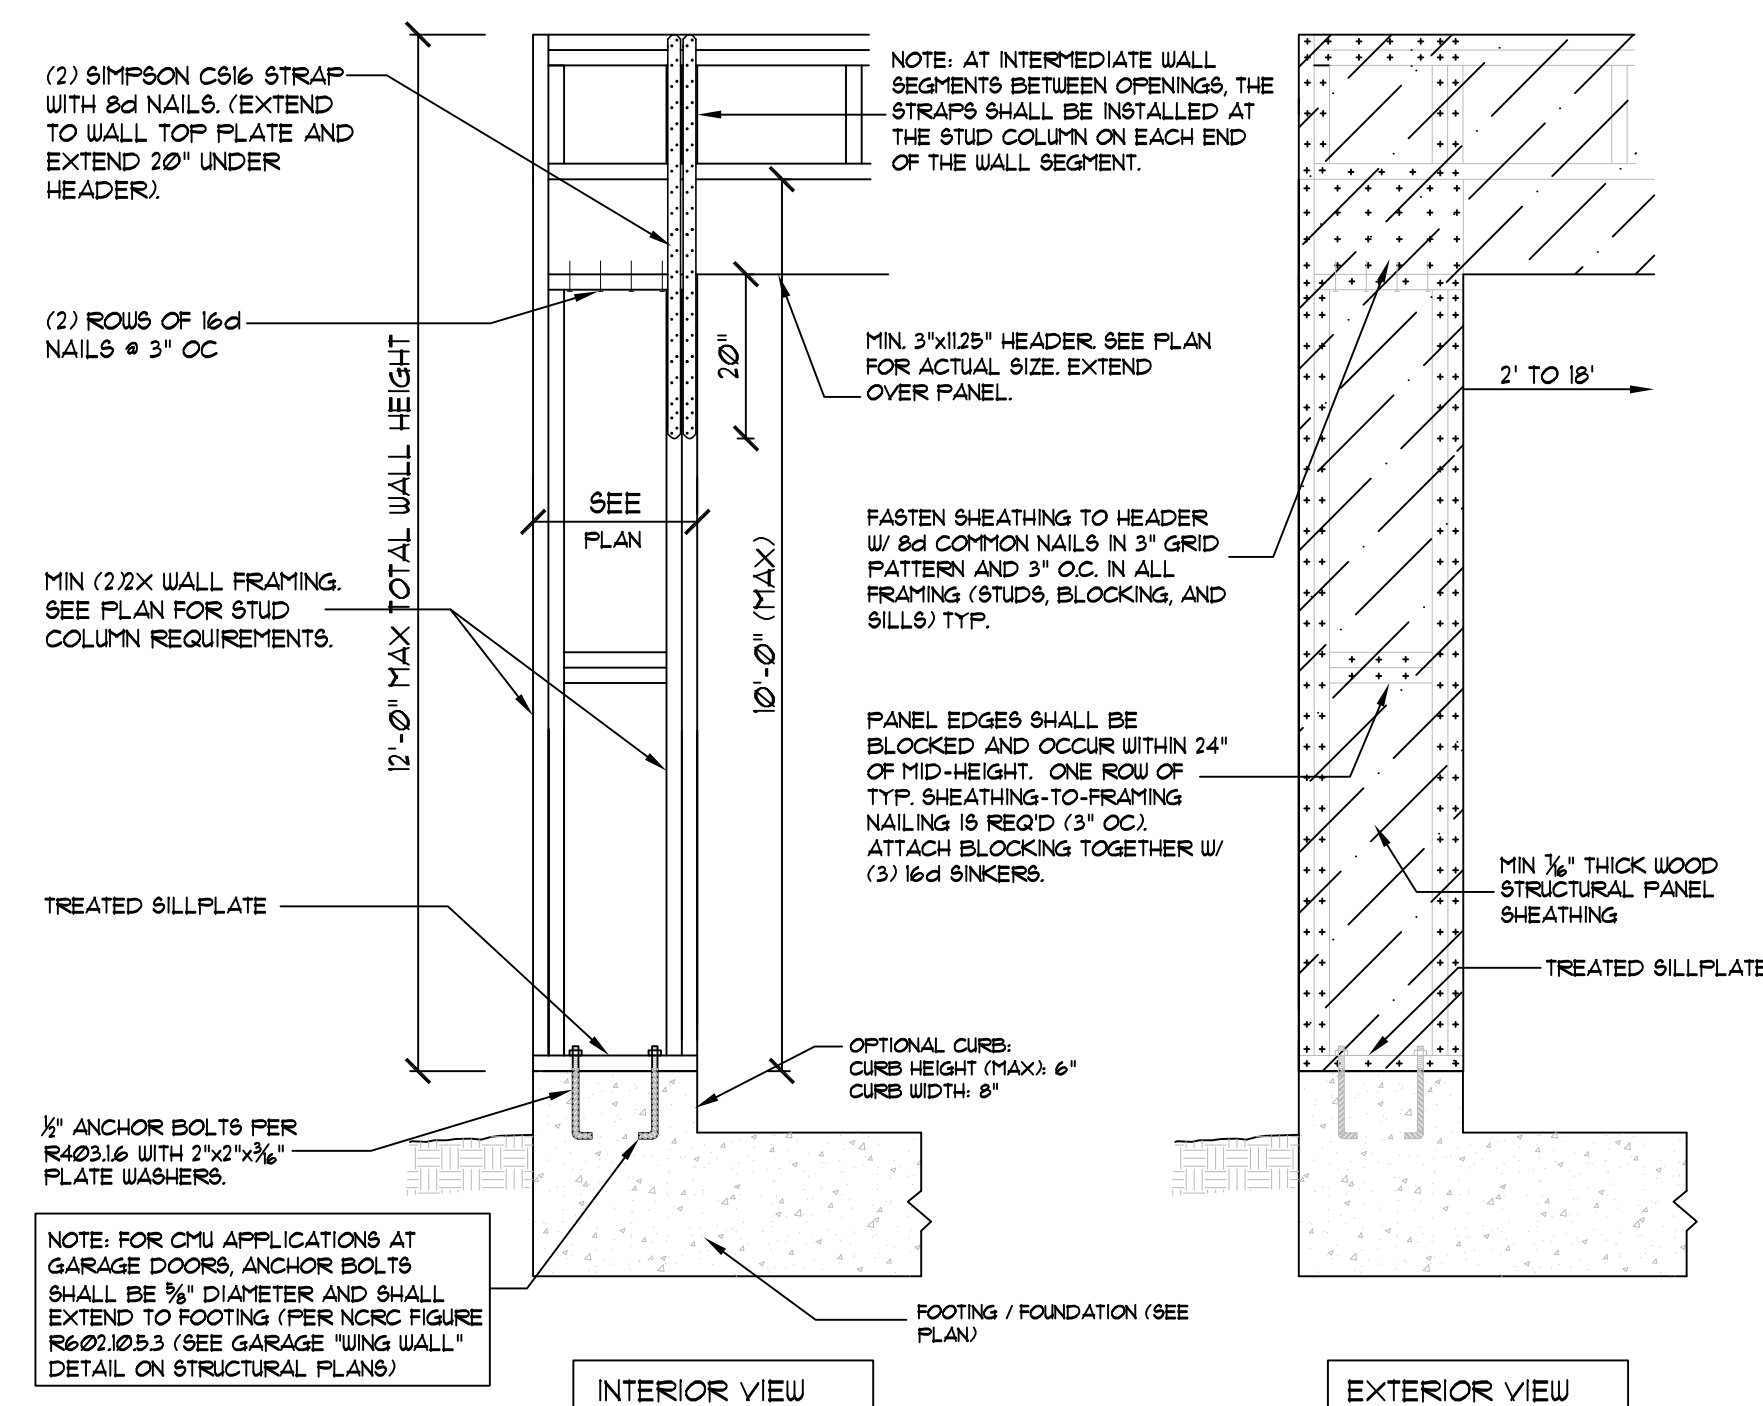 (2) SIMPSON CS16 STRAP
WITH 8d NAILS. (EXTEND
TO WALL TOP PLATE AND
EXTEND 20" UNDER
HEADER).
(2) ROWS OF 16d
NAILS @ 3" OC
12'-0" MAX TOTAL WALL HEIGHT
MIN (2)2X WALL FRAMING.
SEE PLAN FOR STUD
COLUMN REQUIREMENTS.
TREATED SILLPLATE
½" ANCHOR BOLTS PER
R403.1.6 WITH 2"x2"x3/16"
PLATE WASHERS.
NOTE: FOR CMU APPLICATIONS AT
GARAGE DOORS, ANCHOR BOLTS
SHALL BE ⅝" DIAMETER AND SHALL
EXTEND TO FOOTING (PER NCRC FIGURE
R602.10.5.3 (SEE GARAGE "WING WALL"
DETAIL ON STRUCTURAL PLANS)
SEE
PLAN
20"
10'-0" (MAX)
NOTE: AT INTERMEDIATE WALL
SEGMENTS BETWEEN OPENINGS, THE
STRAPS SHALL BE INSTALLED AT
THE STUD COLUMN ON EACH END
OF THE WALL SEGMENT.
MIN. 3"x11.25" HEADER. SEE PLAN
FOR ACTUAL SIZE. EXTEND
OVER PANEL.
FASTEN SHEATHING TO HEADER
W/ 8d COMMON NAILS IN 3" GRID
PATTERN AND 3" O.C. IN ALL
FRAMING (STUDS, BLOCKING, AND
SILLS) TYP.
PANEL EDGES SHALL BE
BLOCKED AND OCCUR WITHIN 24"
OF MID-HEIGHT. ONE ROW OF
TYP. SHEATHING-TO-FRAMING
NAILING IS REQ'D (3" OC).
ATTACH BLOCKING TOGETHER W/
(3) 16d SINKERS.
OPTIONAL CURB:
CURB HEIGHT (MAX): 6"
CURB WIDTH: 8"
FOOTING / FOUNDATION (SEE
PLAN)
INTERIOR VIEW
2' TO 18'
MIN 7/16" THICK WOOD
STRUCTURAL PANEL
SHEATHING
TREATED SILLPLATE
EXTERIOR VIEW